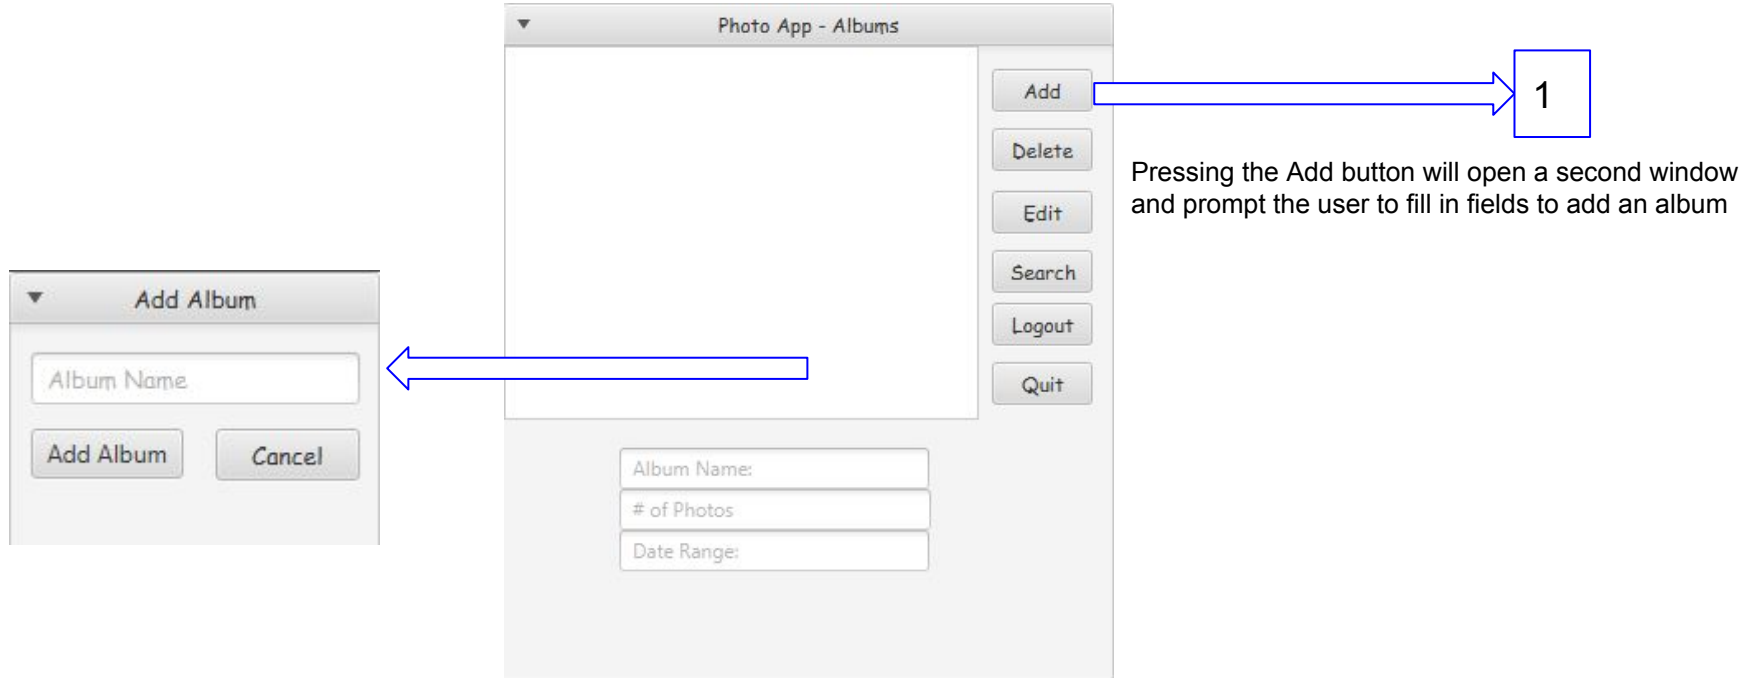 Photo App - Albums
Add
1
Delete
Pressing the Add button will open a second window
and prompt the user to fill in fields to add an album
Edit
Search
Logout
Quit
Add Album
Album Name
Add Album
Cancel
Album Name:
# of Photos
Date Range: